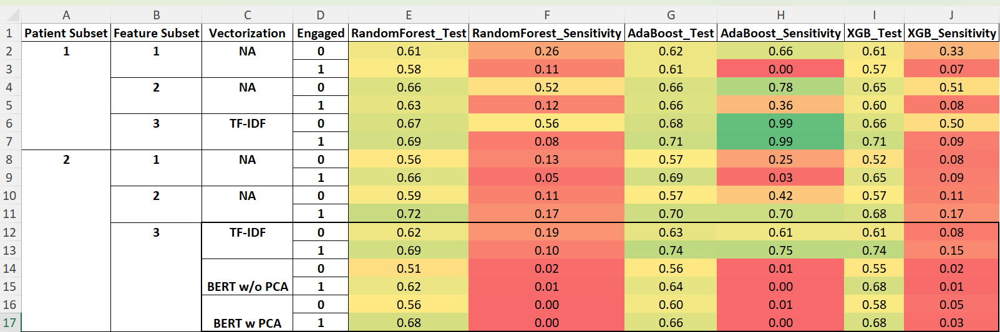 A B C D E F G H I J
1 Patient Subset Feature Subset Vectorization Engaged RandomForest_Test RandomForest_Sensitivity AdaBoost_Test AdaBoost_Sensitivity XGB_Test XGB_Sensitivity
2 1 1 NA 0 0.61 0.26 0.62 0.66 0.61 0.33
3 1 0.58 0.11 0.61 0.00 0.57 0.07
4 2 NA 0 0.66 0.52 0.66 0.78 0.65 0.51
5 1 0.63 0.12 0.66 0.36 0.60 0.08
6 3 TF-IDF 0 0.67 0.56 0.68 0.99 0.66 0.50
7 1 0.69 0.08 0.71 0.99 0.71 0.09
8 2 1 NA 0 0.56 0.13 0.57 0.25 0.52 0.08
9 1 0.66 0.05 0.69 0.03 0.65 0.09
10 2 NA 0 0.59 0.11 0.57 0.42 0.57 0.11
11 1 0.72 0.17 0.70 0.70 0.68 0.17
12 3 TF-IDF 0 0.62 0.19 0.63 0.61 0.61 0.08
13 1 0.69 0.10 0.74 0.75 0.74 0.15
14 0 0.51 0.02 0.56 0.01 0.55 0.02
15 BERT w/o PCA 1 0.62 0.01 0.64 0.00 0.68 0.01
16 0 0.56 0.00 0.60 0.01 0.58 0.05
17 BERT w PCA 1 0.68 0.00 0.66 0.00 0.68 0.03